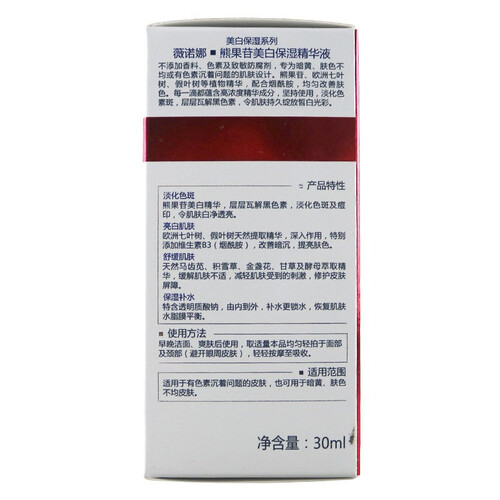 美白保湿系列
薇诺娜■熊果苷美白保湿精华液
不添加香料、色素及致敏防腐剂，专为暗黄、肤色不
均或有色素沉着问题的肌肤设计。熊果苷、欧洲七叶
树、假叶树等植物精华，配合烟酰胺，均匀改善肤
色。每一滴都蕴含高浓度精华成分，坚持使用，淡化色
素斑，层层瓦解黑色素，令肌肤持久绽放皙白光彩。
■ 产品特性
淡化色斑
熊果苷美白精华，层层瓦解黑色素，淡化色斑及痘
印，令肌肤白净透亮。
亮白肌肤
欧洲七叶树、假叶树天然提取精华，深入作用，特别
添加维生素B3（烟酰胺），改善暗沉，提亮肤色。
舒缓肌肤
天然马齿苋、积雪草、金盏花、甘草及酵母萃取精
华，缓解肌肤不适，减轻肌肤受到的刺激，修护皮肤
屏障。
保湿补水
特含透明质酸钠，由内到外，补水更锁水，恢复肌肤
水脂膜平衡。
■ 使用方法
早晚洁面、爽肤后使用，取适量本品均匀轻拍于面部
及颈部（避开眼周皮肤），轻轻按摩至吸收。
■ 适用范围
适用于有色素沉着问题的皮肤，也可用于暗黄、肤色
不均皮肤。
净含量：30ml